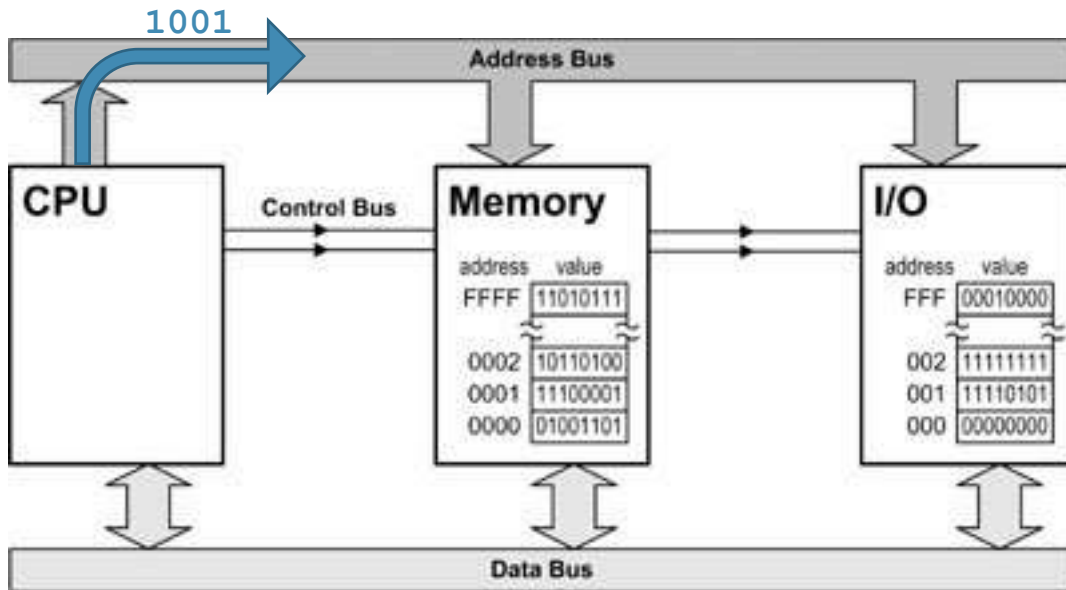 1001
Address Bus
CPU
Control Bus
Memory
address value
FFFF 11010111
0002 10110100
0001 11100001
0000 01001101
I/O
address value
FFF 00010000
002 11111111
001 11110101
000 00000000
Data Bus